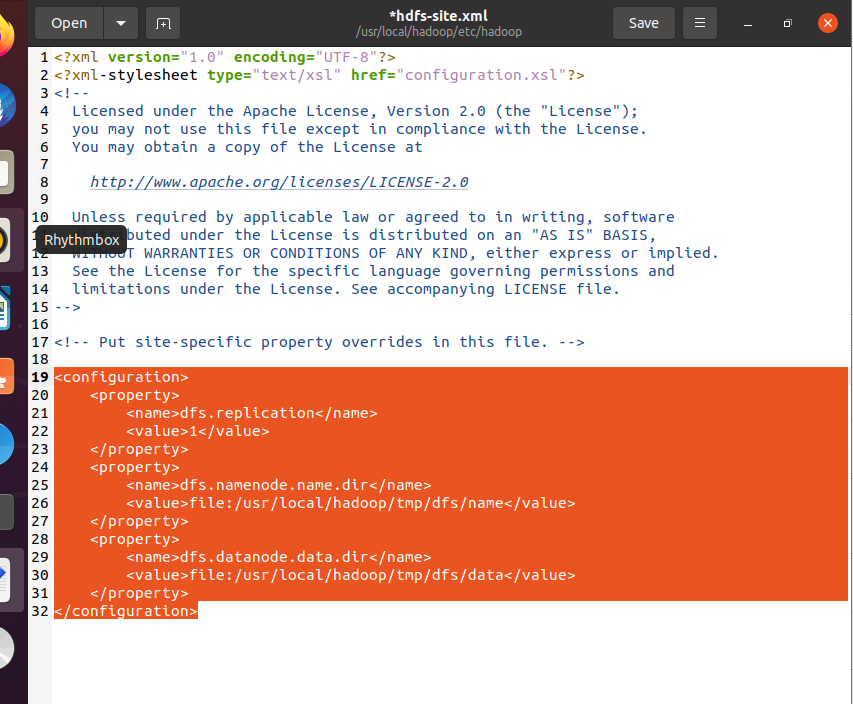 Open
*hdfs-site.xml
/usr/local/hadoop/etc/hadoop
Save
1 <?xml version="1.0" encoding="UTF-8"?>
2 <?xml-stylesheet type="text/xsl" href="configuration.xsl"?>
3 <!--
4   Licensed under the Apache License, Version 2.0 (the "License");
5   you may not use this file except in compliance with the License.
6   You may obtain a copy of the License at
7
8     http://www.apache.org/licenses/LICENSE-2.0
9
10   Unless required by applicable law or agreed to in writing, software
Rhythmbox
buted under the License is distributed on an "AS IS" BASIS,
12   WITHOUT WARRANTIES OR CONDITIONS OF ANY KIND, either express or implied.
13   See the License for the specific language governing permissions and
14   limitations under the License. See accompanying LICENSE file.
15 -->
16
17 <!-- Put site-specific property overrides in this file. -->
18
19 <configuration>
20     <property>
21         <name>dfs.replication</name>
22         <value>1</value>
23     </property>
24     <property>
25         <name>dfs.namenode.name.dir</name>
26         <value>file:/usr/local/hadoop/tmp/dfs/name</value>
27     </property>
28     <property>
29         <name>dfs.datanode.data.dir</name>
30         <value>file:/usr/local/hadoop/tmp/dfs/data</value>
31     </property>
32 </configuration>